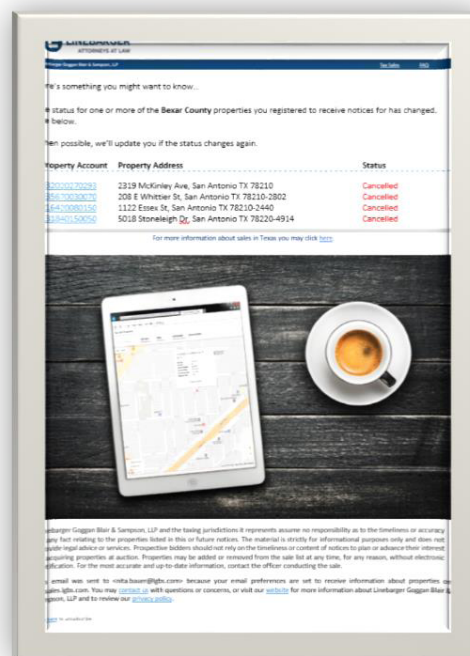 LINEBARGER
ATTORNEYS AT LAW
Goggan Blair & Sampson, LLP Tax Sales FAQ
re's something you might want to know...
status for one or more of the Bexar County properties you registered to receive notices for has changed.
below.
en possible, we'll update you if the status changes again.
Property Account Property Address Status
2319 McKinley Ave, San Antonio TX 78210 Cancelled
208 E Whittier St, San Antonio TX 78210-2802 Cancelled
1122 Essex St, San Antonio TX 78210-2440 Cancelled
5018 Stoneleigh Dr, San Antonio TX 78220-4914 Cancelled
For more information about sales in Texas you may click here.
nebarger Goggan Blair & Sampson, LLP and the taxing jurisdictions it represents assume no responsibility as to the timeliness or accuracy
any fact relating to the properties listed in this or future notices. The material is strictly for informational purposes only and does not
ovide legal advice or services. Prospective bidders should not rely on the timeliness or content of notices to plan or advance their interest
acquiring properties at auction. Properties may be added or removed from the sale list at any time, for any reason, without electronic
tification. For the most accurate and up-to-date information, contact the officer conducting the sale.
email was sent to <nita.bauer@lgbs.com> because your email preferences are set to receive information about properties on
sales.lgbs.com. You may contact us with questions or concerns, or visit our website for more information about Linebarger Goggan Blair &
mpson, LLP and to review our privacy policy.
to unsubscribe